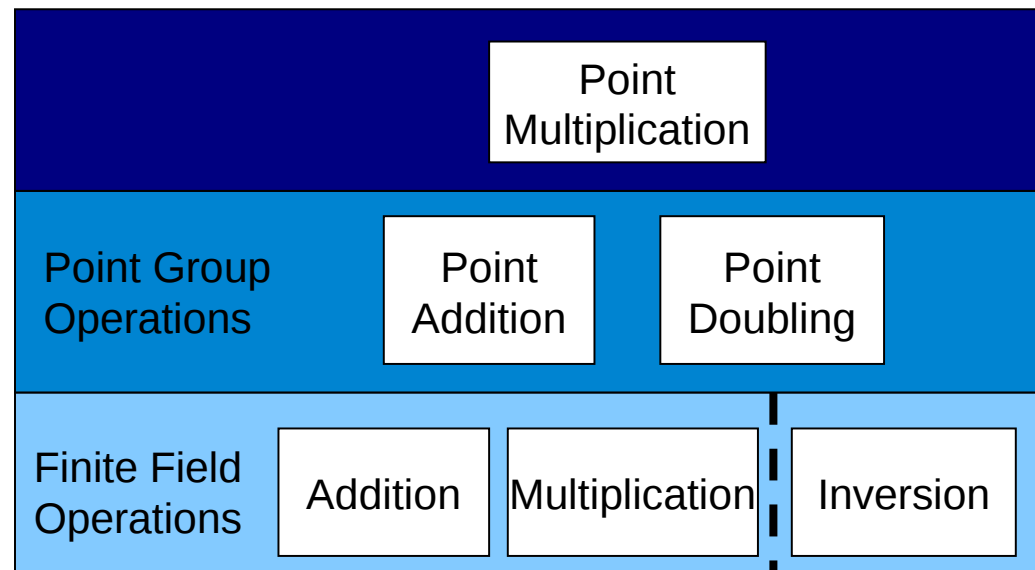 Point
Multiplication
Point Group
Operations
Point
Addition
Point
Doubling
Finite Field
Operations
Addition
Multiplication
Inversion